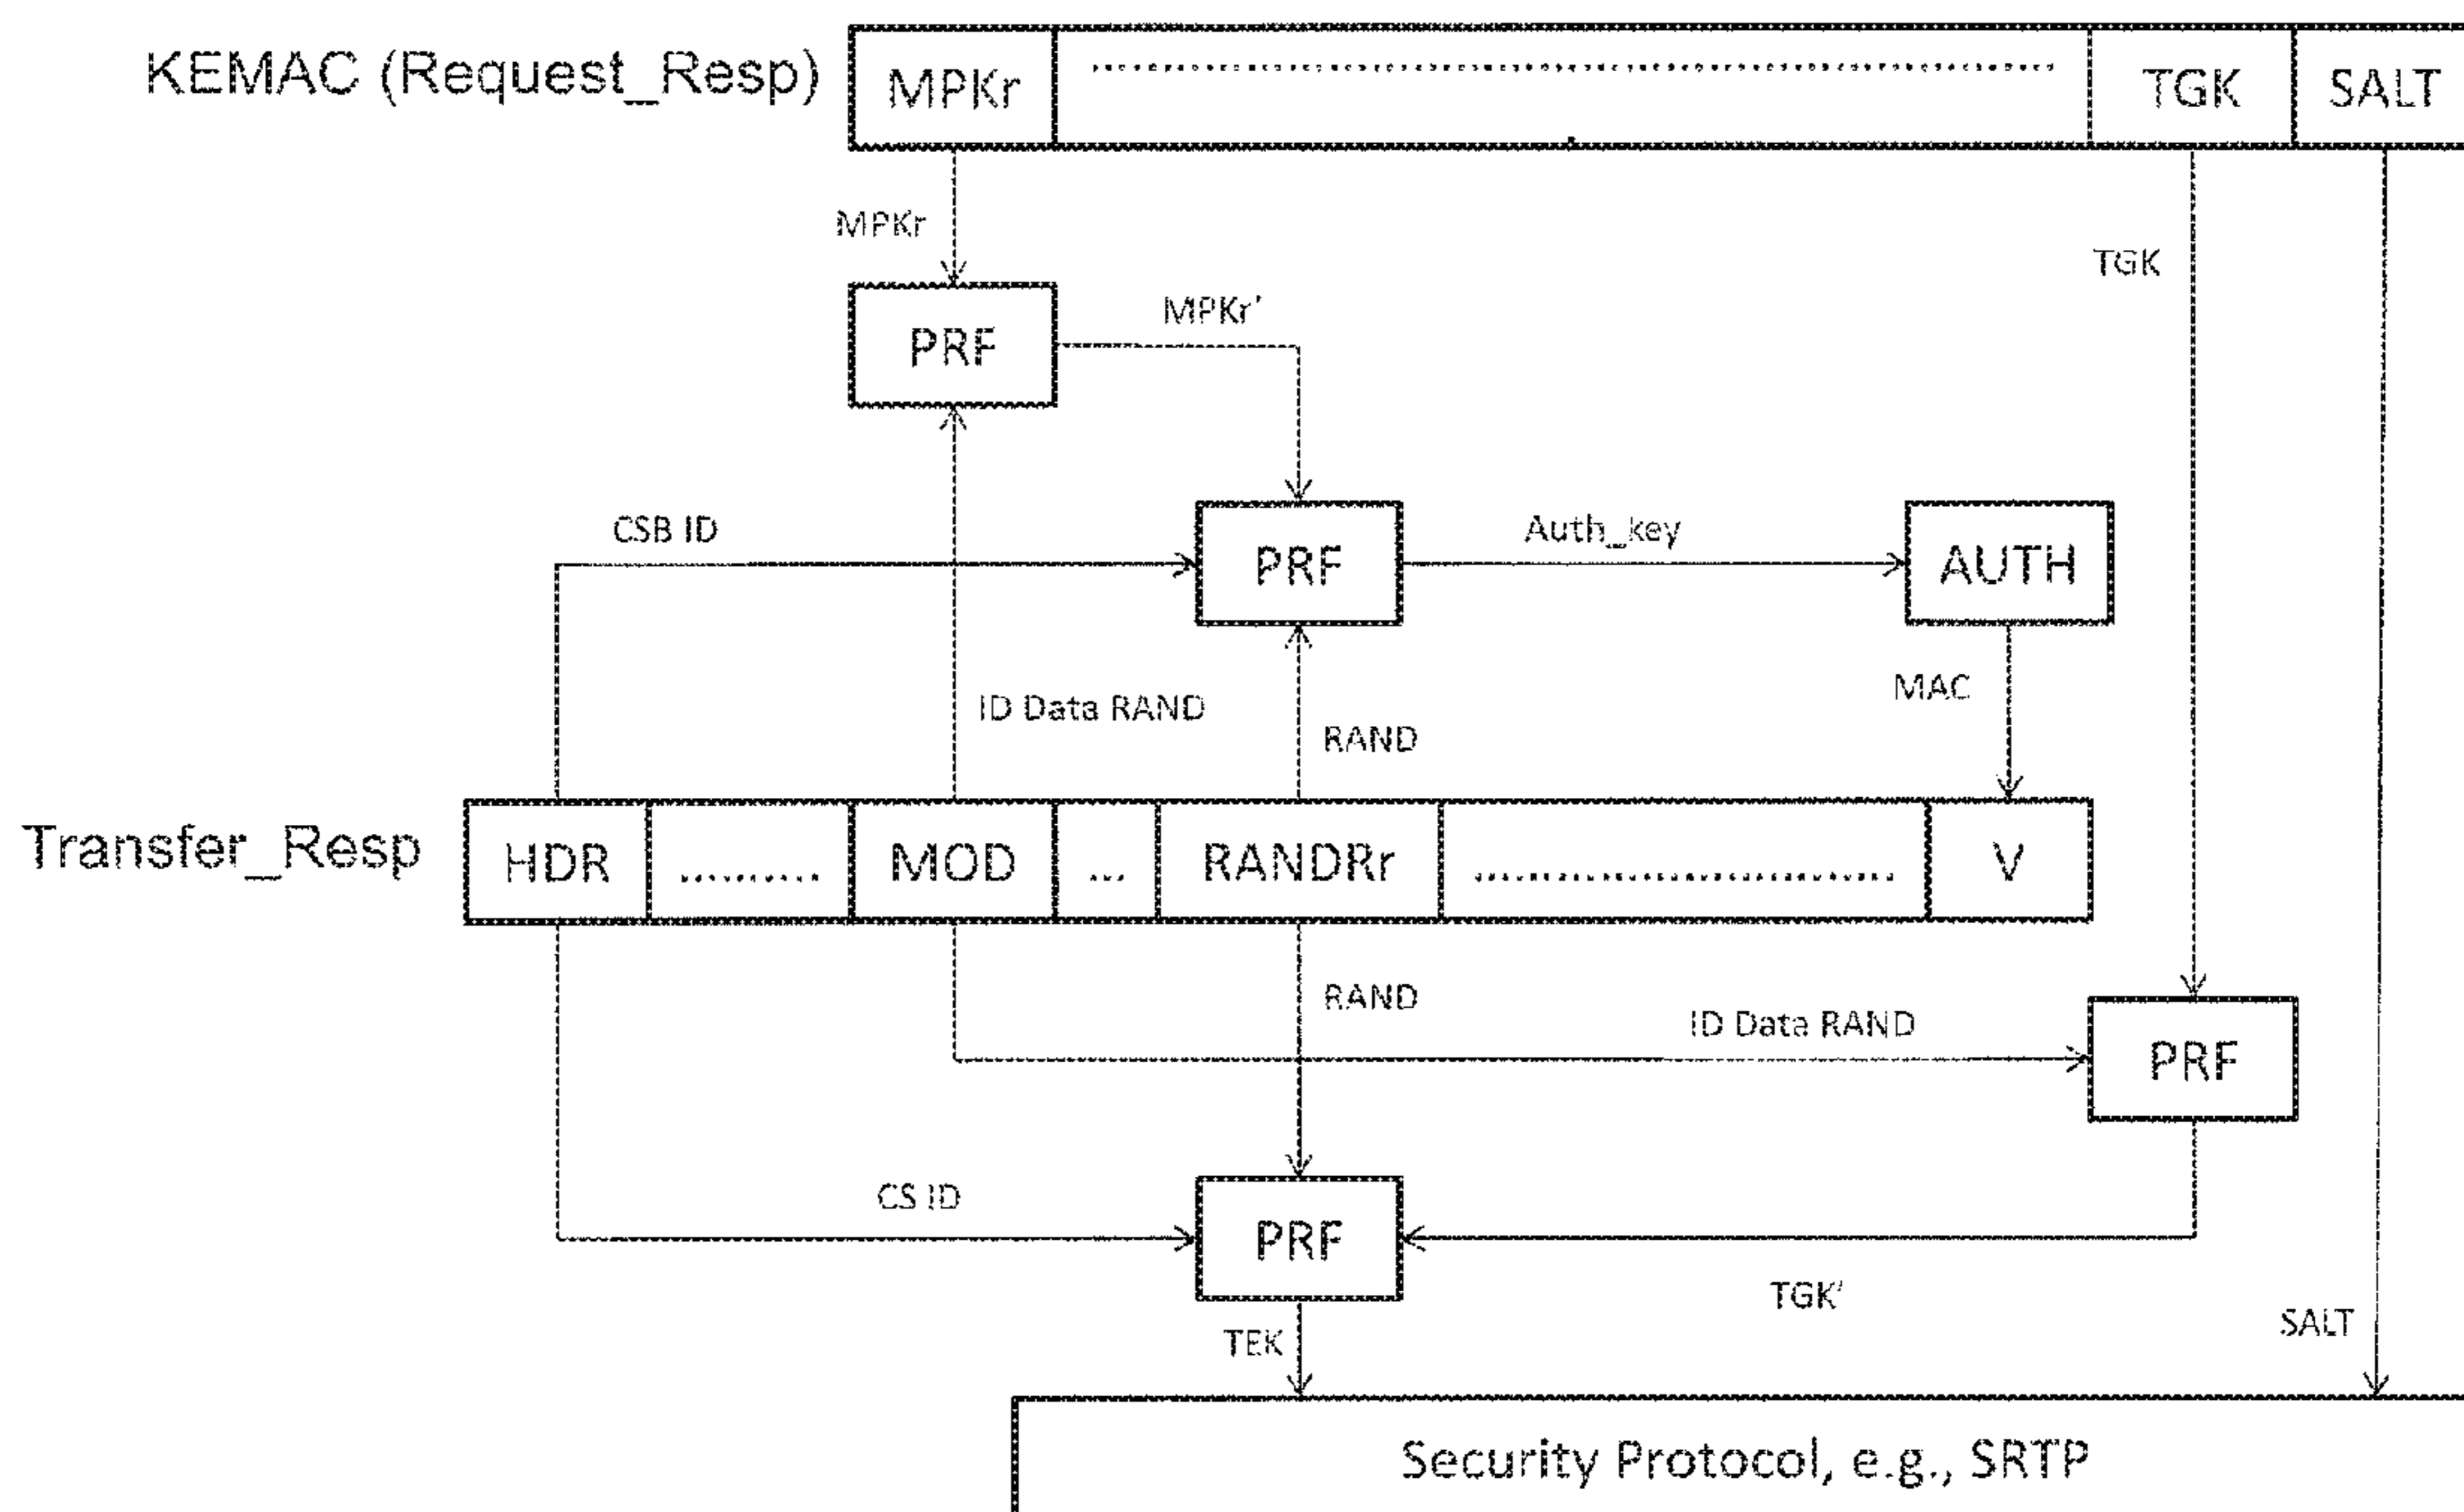 KEMAC (Request_Resp) MPKr ........ TGK SALT
MPKr
TGK
MPKr'
PRF
CSB ID
Auth_key
PRF
AUTH
ID Data RAND
MAC
RAND
Transfer_Resp HDR .......... MOD ... RANDRr ........ V
RAND
ID Data RAND
PRF
CS ID
PRF
TGK'
SALT
TEK
Security Protocol, e.g., SRTP